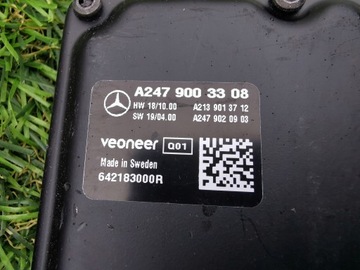 A247 900 33 08
HW 18/10.00 A213 901 37 12
SW 19/04.00 A247 902 09 03
veoneer Q01
Made in Sweden
642183000R